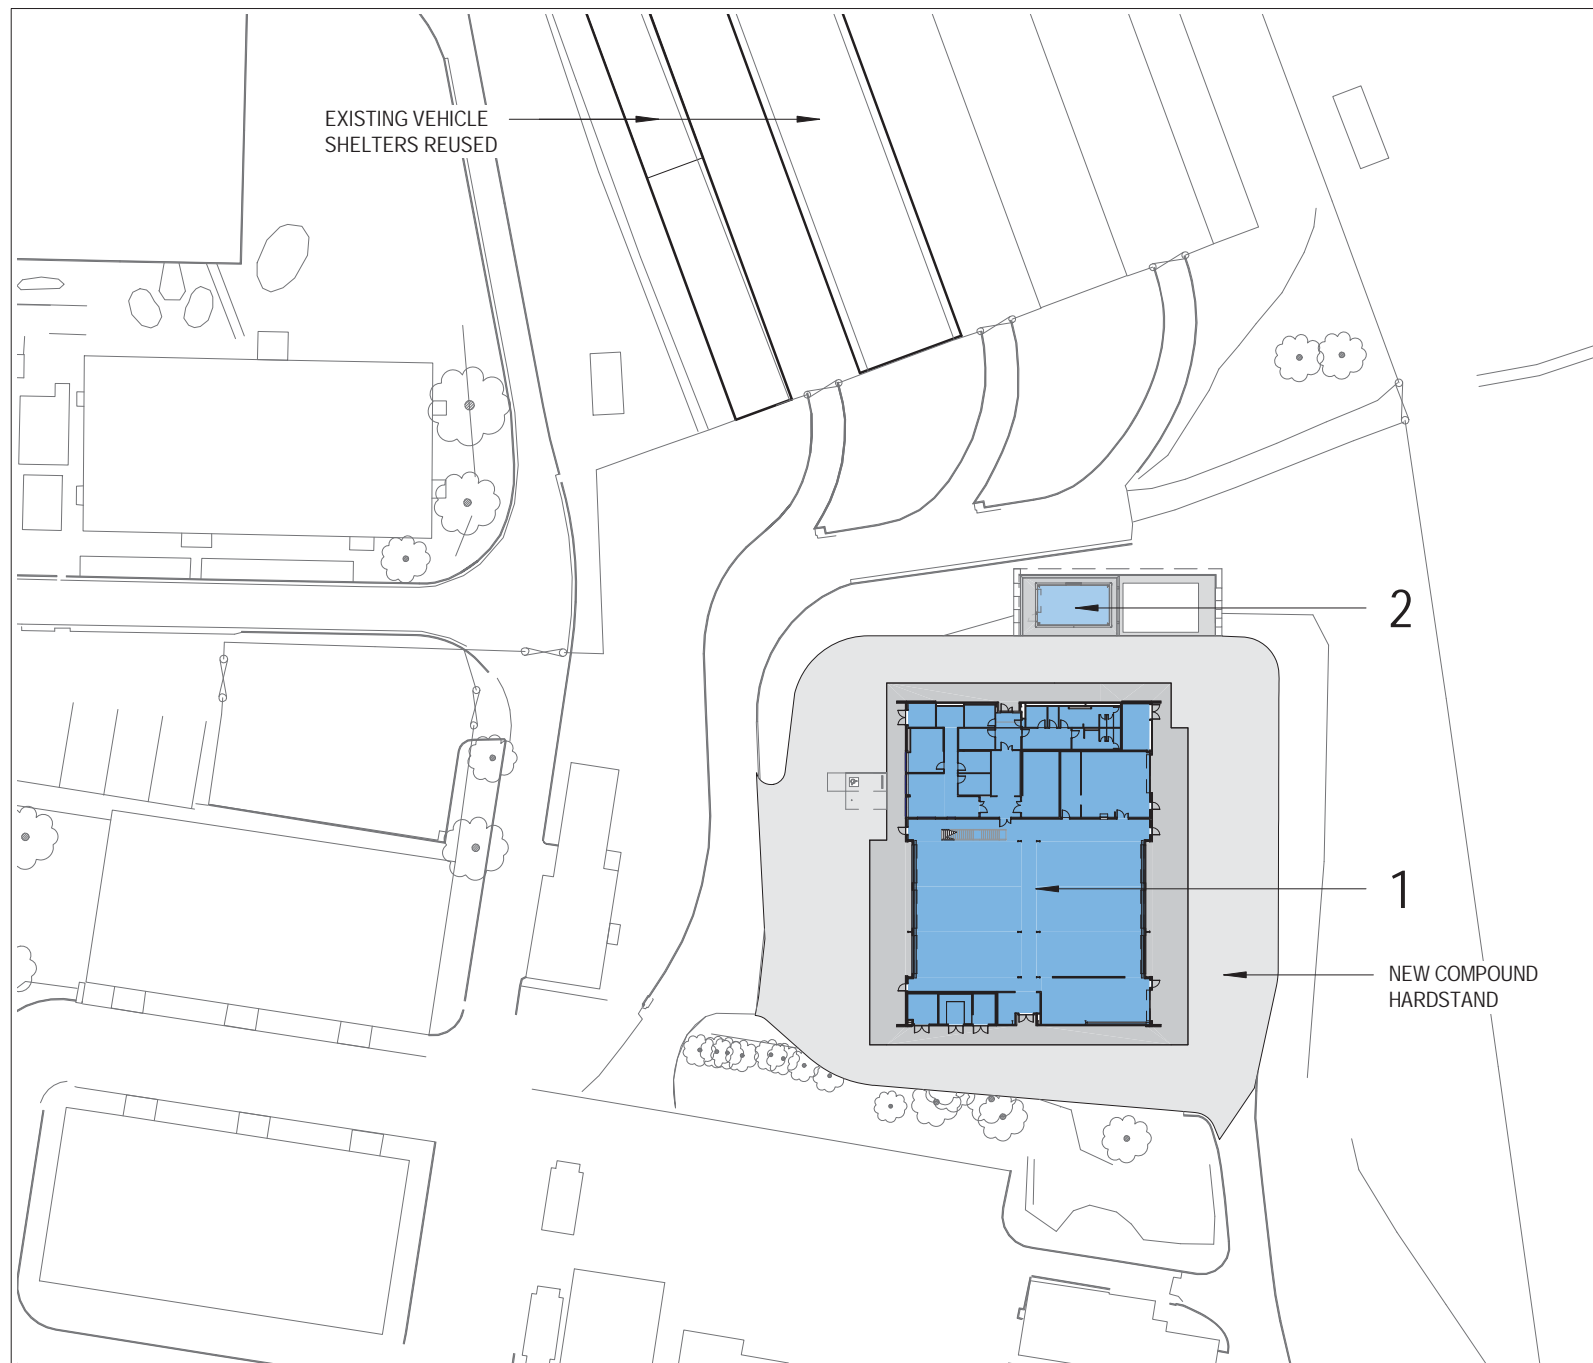 EXISTING VEHICLE
SHELTERS REUSED
2
1
NEW COMPOUND
HARDSTAND